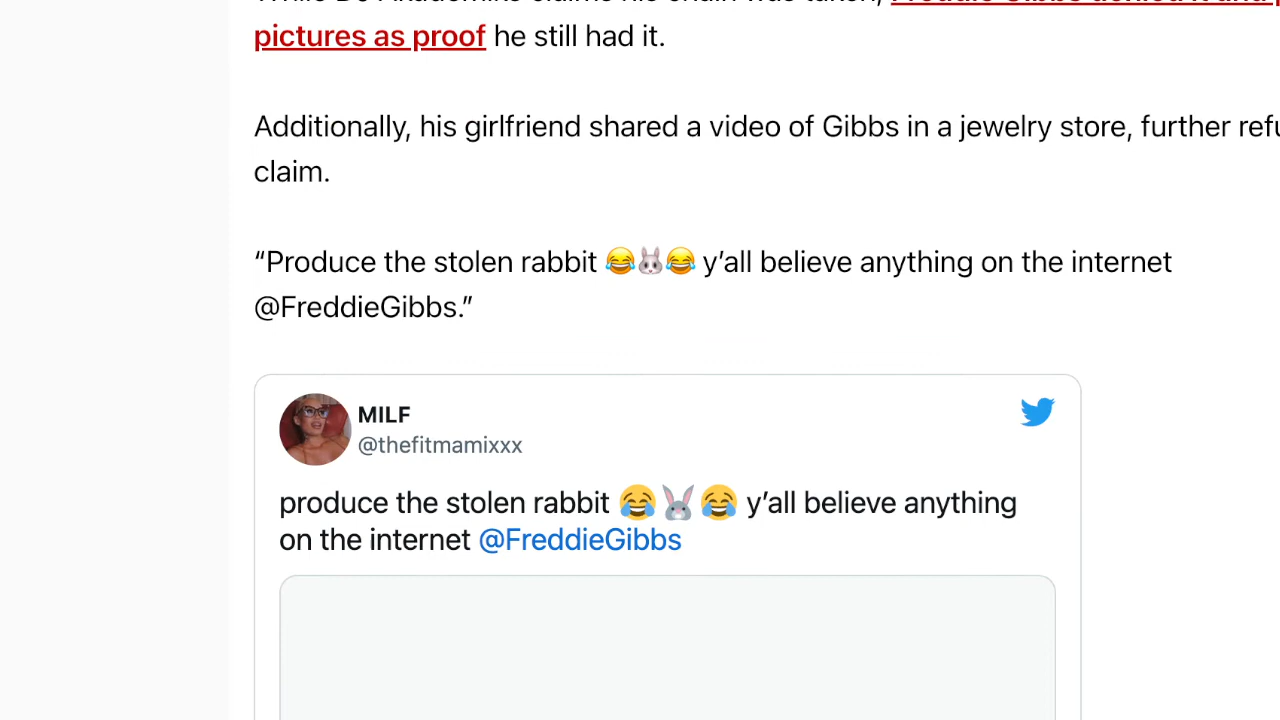 pictures as proof he still had it.
Additionally, his girlfriend shared a video of Gibbs in a jewelry store, further
claim.
“Produce the stolen rabbit 😂🐰😂 y’all believe anything on the internet
@FreddieGibbs.”
MILF
@thefitmamixxx
produce the stolen rabbit 😂🐰😂 y’all believe anything
on the internet @FreddieGibbs